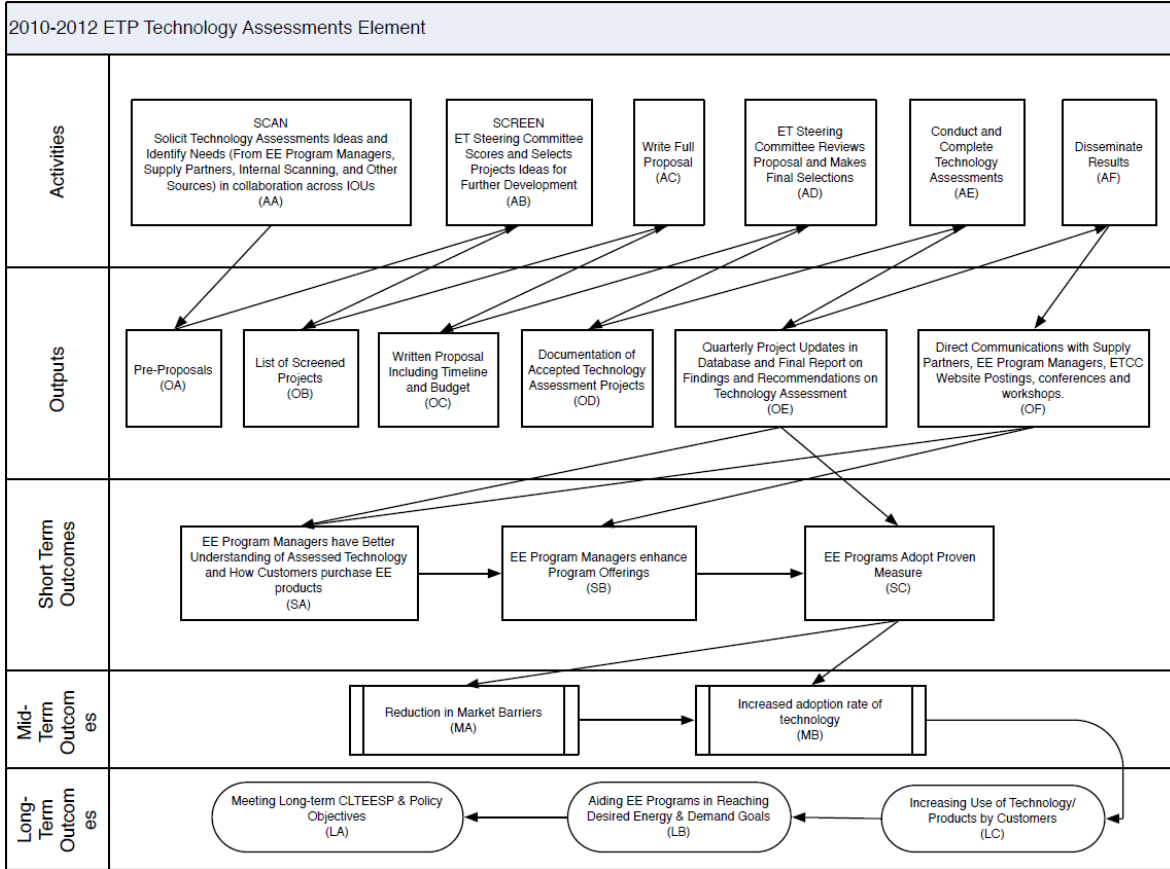 2010-2012 ETP Technology Assessments Element
Activities
SCAN
Solicit Technology Assessments Ideas and
Identify Needs (From EE Program Managers,
Supply Partners, Internal Scanning, and Other
Sources) in collaboration across IOUs
(AA)
SCREEN
ET Steering Committee
Scores and Selects
Projects Ideas for
Further Development
(AB)
Write Full
Proposal
(AC)
ET Steering
Committee Reviews
Proposal and Makes
Final Selections
(AD)
Conduct and
Complete
Technology
Assessments
(AE)
Disseminate
Results
(AF)
Outputs
Pre-Proposals
(OA)
List of Screened
Projects
(OB)
Written Proposal
Including Timeline
and Budget
(OC)
Documentation of
Accepted Technology
Assessment Projects
(OD)
Quarterly Project Updates in
Database and Final Report on
Findings and Recommendations on
Technology Assessment
(OE)
Direct Communications with Supply
Partners, EE Program Managers, ETCC
Website Postings, conferences and
workshops.
(OF)
Short Term
Outcomes
EE Program Managers have Better
Understanding of Assessed Technology
and How Customers purchase EE
products
(SA)
EE Program Managers enhance
Program Offerings
(SB)
EE Programs Adopt Proven
Measure
(SC)
Mid-
Term
Outcom
es
Reduction in Market Barriers
(MA)
Increased adoption rate of
technology
(MB)
Long-
Term
Outcom
es
Meeting Long-term CLTEESP & Policy
Objectives
(LA)
Aiding EE Programs in Reaching
Desired Energy & Demand Goals
(LB)
Increasing Use of Technology/
Products by Customers
(LC)